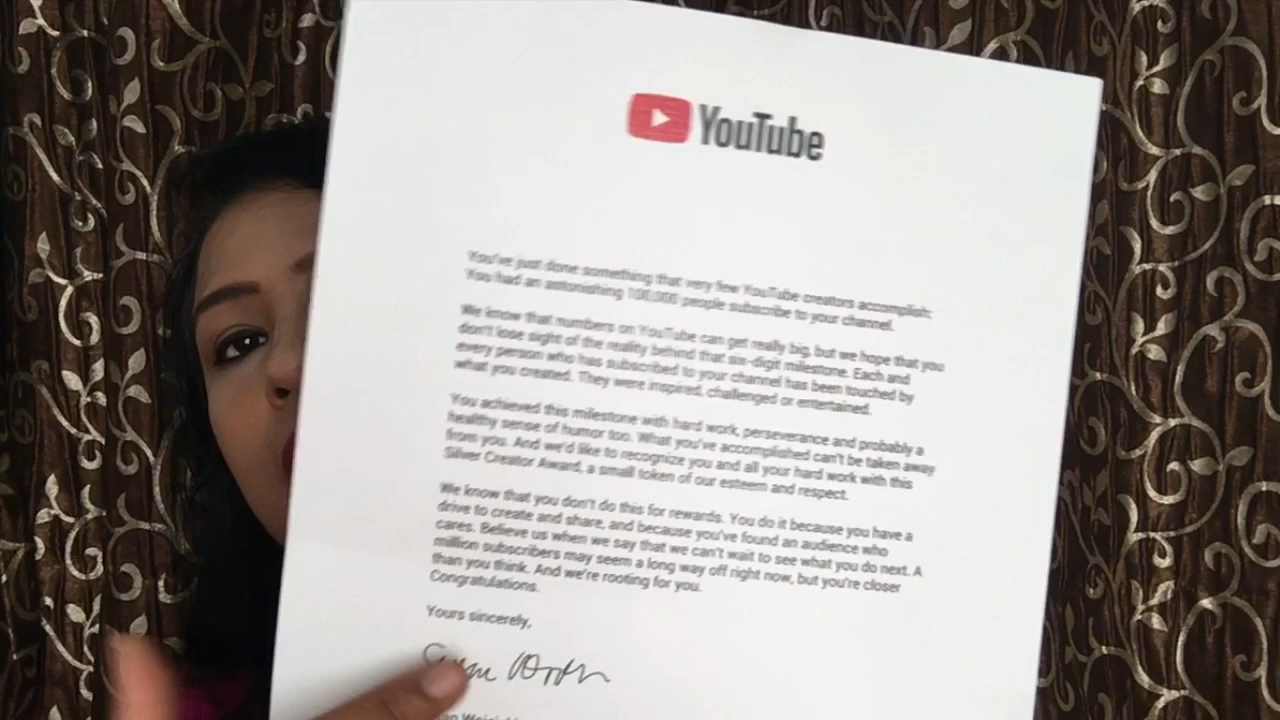 YouTube
You've just done something that very few YouTube creators accomplish:
You had an astonishing 100,000 people subscribe to your channel.
We know that numbers on YouTube can get really big, but we hope that you
don't lose sight of the reality behind that six-digit milestone. Each and
every person who has subscribed to your channel has been touched by
what you created. They were inspired, challenged or entertained.
You achieved this milestone with hard work, perseverance and probably a
healthy sense of humor too. What you've accomplished can't be taken away
from you. And we'd like to recognize you and all your hard work with this
Silver Creator Award, a small token of our esteem and respect.
We know that you don't do this for rewards. You do it because you have a
drive to create and share, and because you've found an audience who
cares. Believe us when we say that we can't wait to see what you do next. A
million subscribers may seem a long way off right now, but you're closer
than you think. And we're rooting for you.
Congratulations.
Yours sincerely,